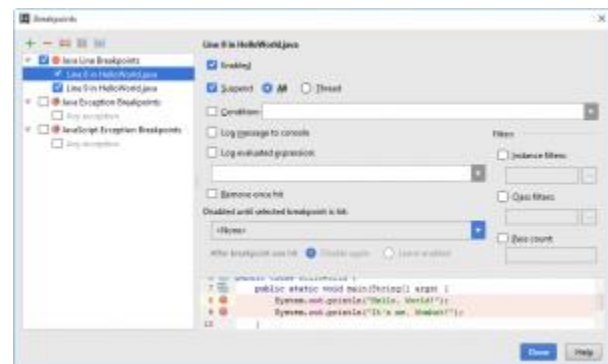 Breakpoints
Java Line Breakpoints
Line 8 in HelloWorld.java
Line 9 in HelloWorld.java
Java Exception Breakpoints
Any exception
JavaScript Exception Breakpoints
Any exception
Line 8 in HelloWorld.java
Enabled
Suspend All Thread
Condition:
Log message to console
Log evaluated expression:
Remove once hit
Disabled until selected breakpoint is hit:
<None>
After breakpoint was hit Disable again Leave enabled
Filters
Instance filters:
Class filters:
Pass count:
7 public static void main(String[] args) {
8 System.out.println("Hello, World!");
9 System.out.println("It's me, Wombat!");
10 }
Done Help